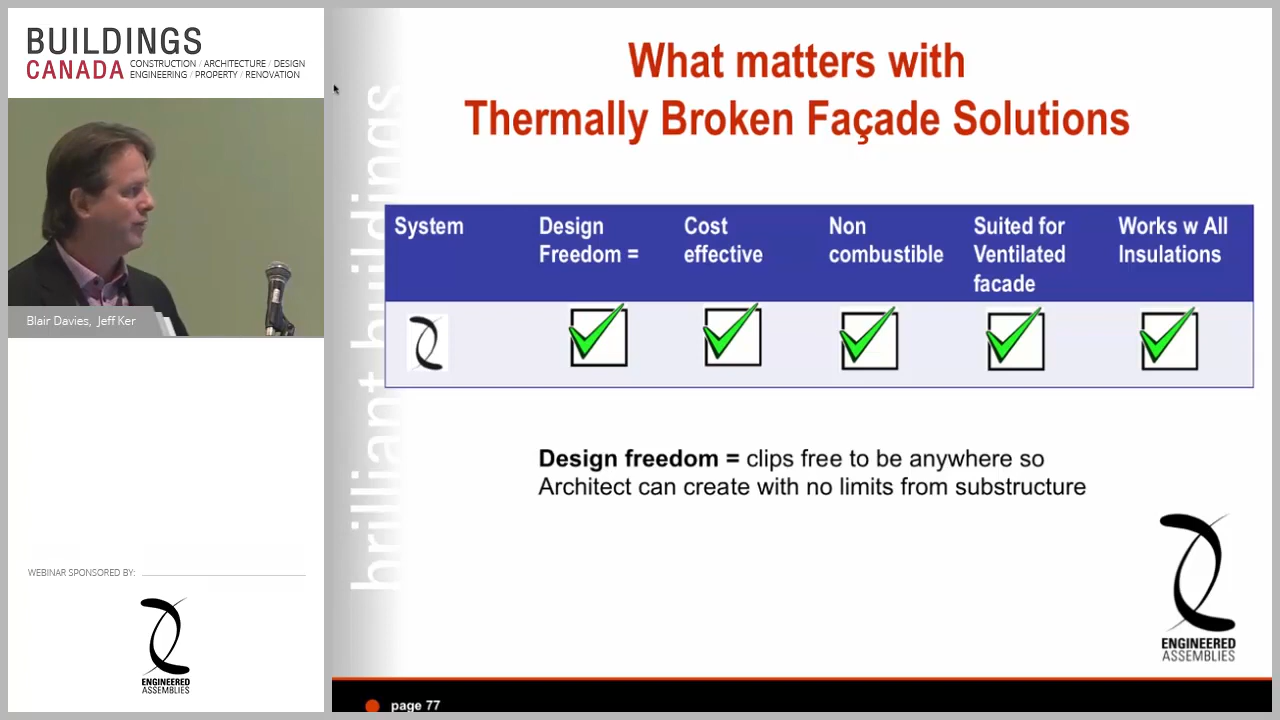 BUILDINGS
CANADA CONSTRUCTION / ARCHITECTURE / DESIGN
ENGINEERING / PROPERTY / RENOVATION
Blair Davies, Jeff Ker
WEBINAR SPONSORED BY:
ENGINEERED
ASSEMBLIES
brilliant buildings
What matters with
Thermally Broken Façade Solutions
System Design Freedom = Cost effective Non combustible Suited for Ventilated facade Works w All Insulations
Design freedom = clips free to be anywhere so
Architect can create with no limits from substructure
ENGINEERED
ASSEMBLIES
page 77